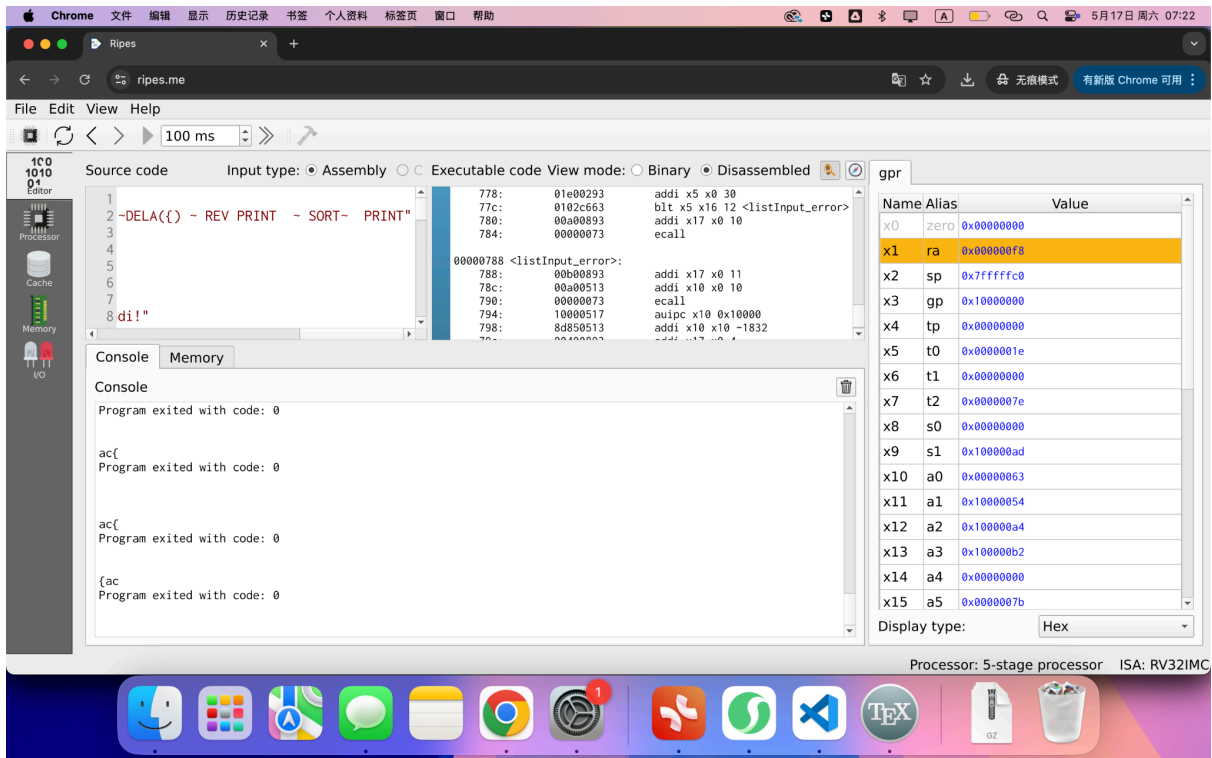 Chrome 文件 编辑 显示 历史记录 书签 个人资料 标签页 窗口 帮助 A 5月17日 周六 07:22
Ripes
ripes.me 无痕模式 有新版 Chrome 可用
File Edit View Help
100 ms
Editor
Processor
Cache
Memory
I/O
Source code Input type: Assembly C Executable code View mode: Binary Disassembled
1
2 ~DELA({) ~ REV PRINT ~ SORT~ PRINT"
3
4
5
6
7
8 di!"
778: 01e00293 addi x5 x0 30
77c: 0102c663 blt x5 x16 12 <listInput_error>
780: 00a00893 addi x17 x0 10
784: 00000073 ecall
00000788 <listInput_error>:
788: 00b00893 addi x17 x0 11
78c: 00a00513 addi x10 x0 10
790: 00000073 ecall
794: 10000517 auipc x10 0x10000
798: 8d850513 addi x10 x10 -1832
Console Memory
Console
Program exited with code: 0
ac{
Program exited with code: 0
ac{
Program exited with code: 0
{ac
Program exited with code: 0
gpr
Name Alias Value
x0 zero 0x00000000
x1 ra 0x000000f8
x2 sp 0x7fffffc0
x3 gp 0x10000000
x4 tp 0x00000000
x5 t0 0x0000001e
x6 t1 0x00000000
x7 t2 0x0000007e
x8 s0 0x00000000
x9 s1 0x100000ad
x10 a0 0x00000063
x11 a1 0x10000054
x12 a2 0x100000a4
x13 a3 0x100000b2
x14 a4 0x00000000
x15 a5 0x0000007b
Display type: Hex
Processor: 5-stage processor ISA: RV32IMC
1
TEX
GZ